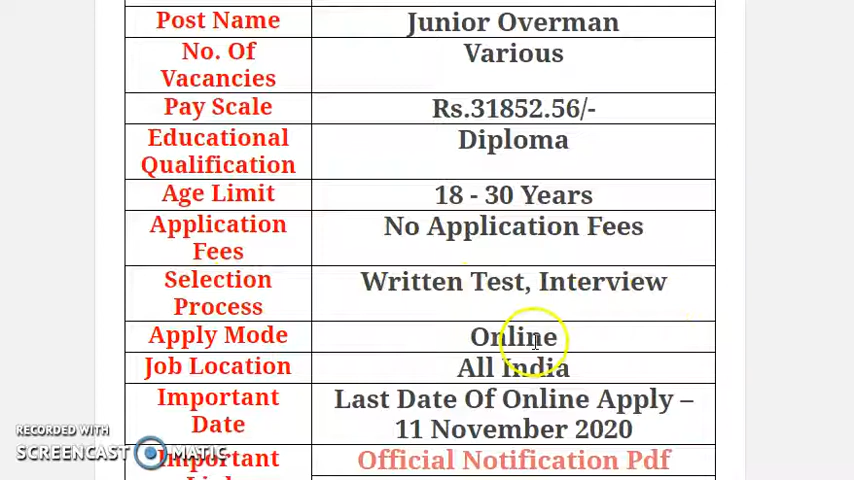 Post Name
Junior Overman
No. Of
Vacancies
Various
Pay Scale
Rs.31852.56/-
Educational
Qualification
Diploma
Age Limit
18 - 30 Years
Application
Fees
No Application Fees
Selection
Process
Written Test, Interview
Apply Mode
Online
Job Location
All India
Important
Date
Last Date Of Online Apply –
11 November 2020
Important
Official Notification Pdf
RECORDED WITH
SCREENCAST MATIC